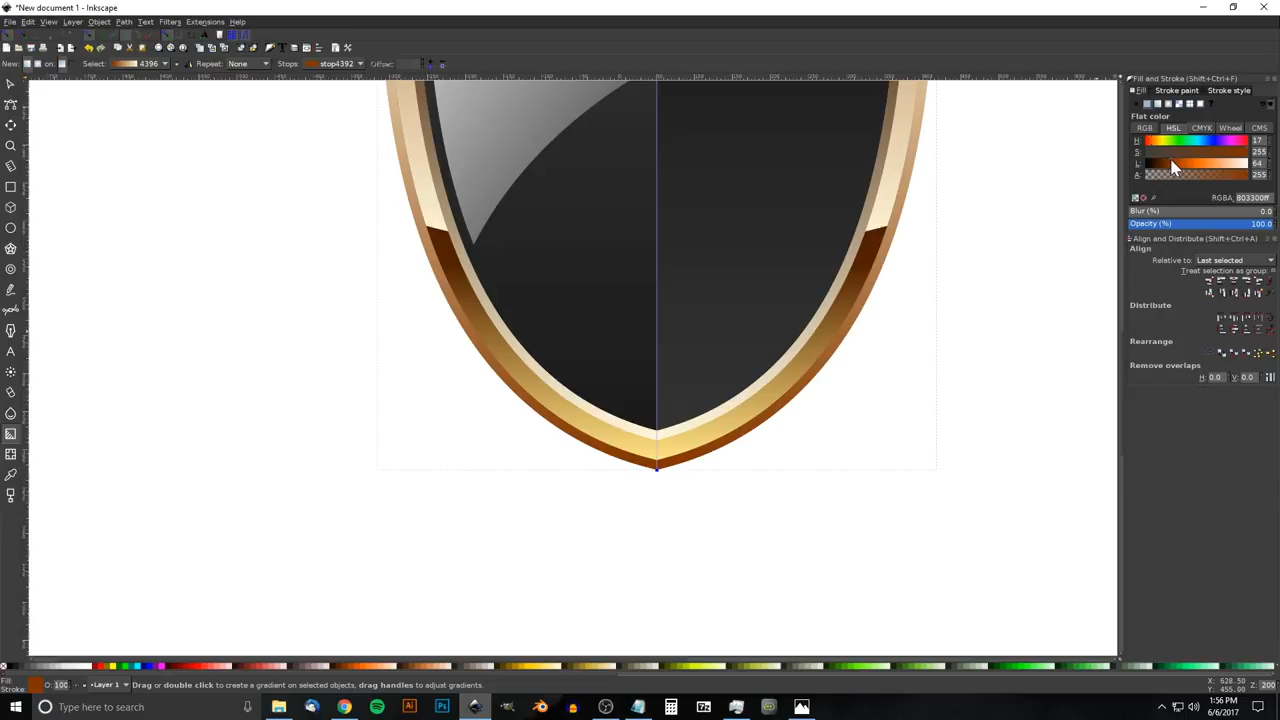 *New document 1 - Inkscape
File Edit View Layer Object Path Text Filters Extensions Help
New: on: Select: 4396 Repeat: None Stops: stop4392 Offset:
Fill and Stroke (Shift+Ctrl+F)
Fill Stroke paint Stroke style
Flat color
RGB HSL CMYK Wheel CMS
H: 17
S: 255
L: 64
A: 255
RGBA: 803300ff
Blur (%) 0.0
Opacity (%) 100.0
Align and Distribute (Shift+Ctrl+A)
Align
Relative to: Last selected
Treat selection as group:
Distribute
Rearrange
Remove overlaps
H: 0.0 V: 0.0
Fill:
Stroke: O: 100 Layer 1 Drag or double click to create a gradient on selected objects, drag handles to adjust gradients.
X: 628.50
Y: 455.00
Z: 200
Type here to search
1:56 PM
6/6/2017